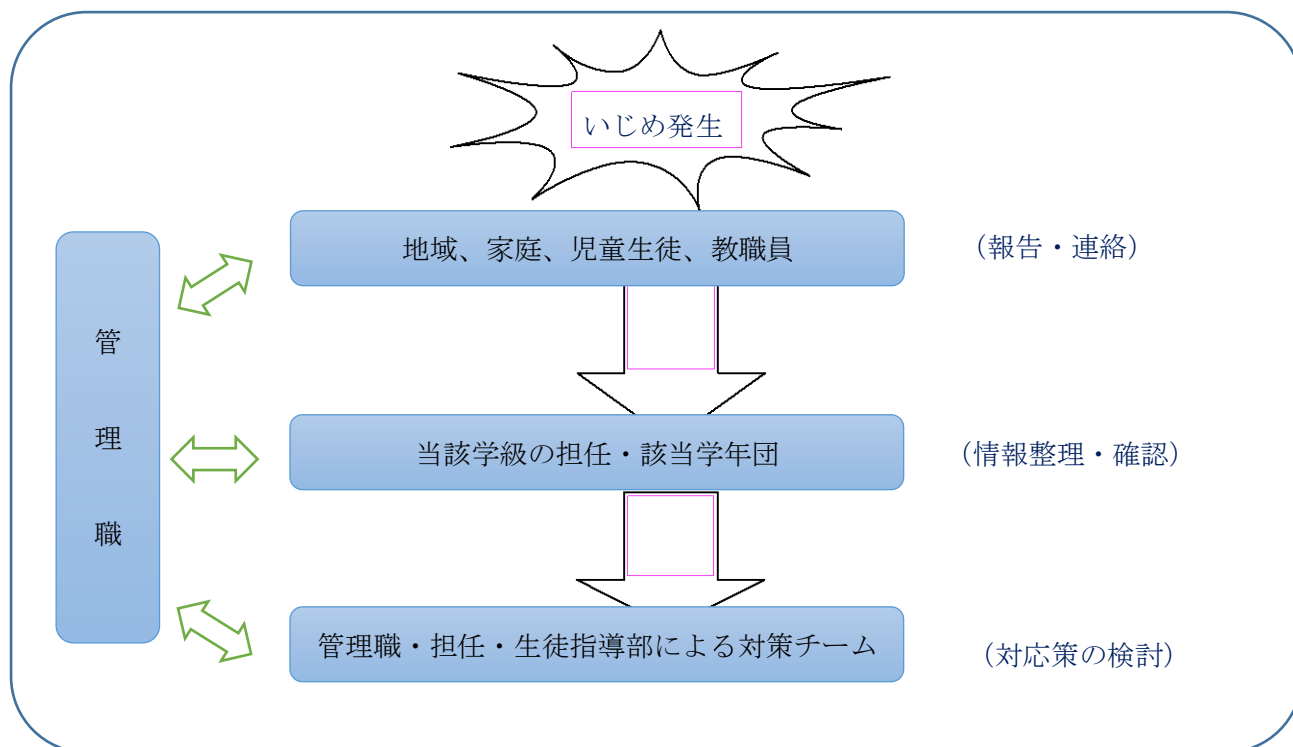 いじめ発生
地域、家庭、児童生徒、教職員
(報告・連絡)
管理職
当該学級の担任・該当学年団
(情報整理・確認)
管理職・担任・生徒指導部による対策チーム
(対応策の検討)